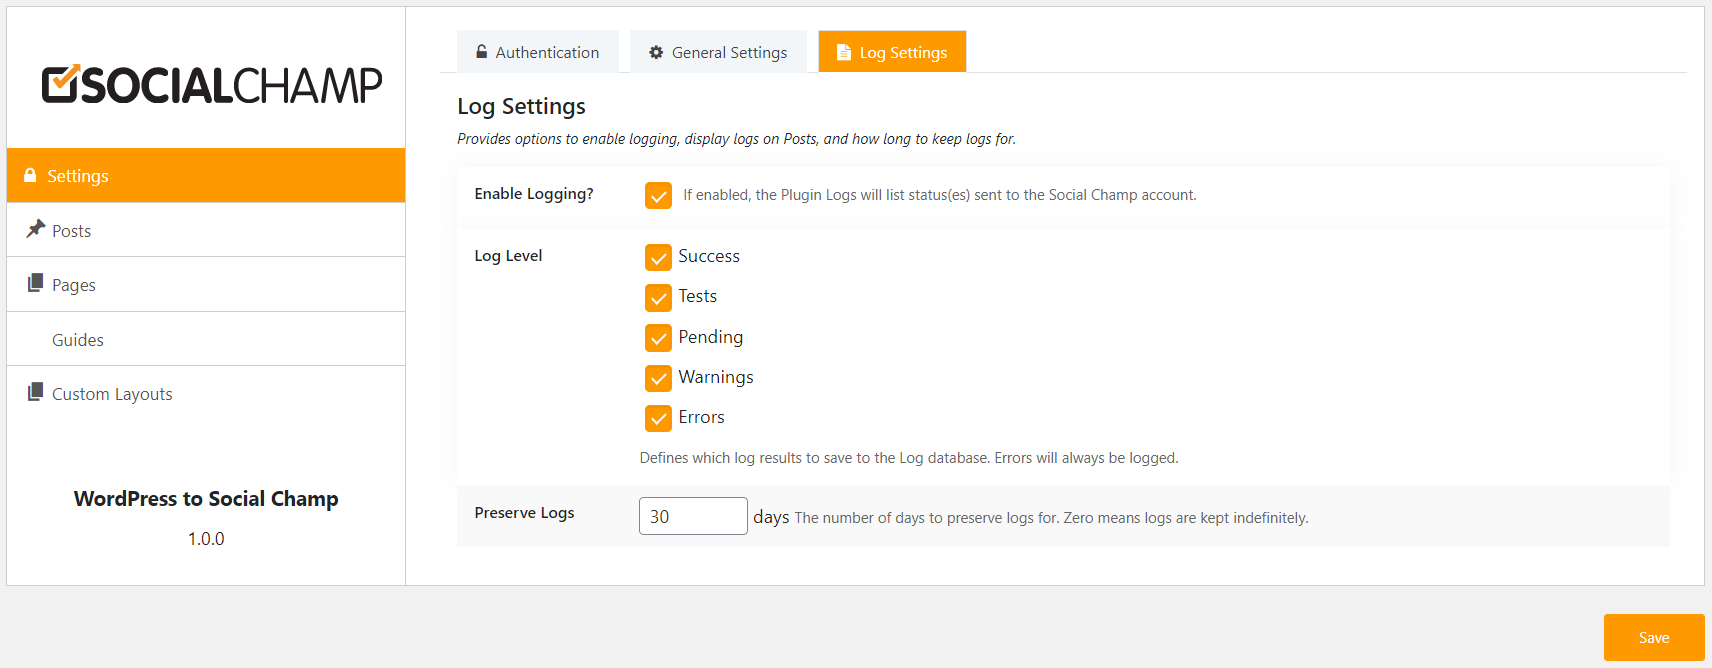 SOCIALCHAMP
Settings
Posts
Pages
Guides
Custom Layouts
WordPress to Social Champ
1.0.0
Authentication
General Settings
Log Settings
Log Settings
Provides options to enable logging, display logs on Posts, and how long to keep logs for.
Enable Logging?
If enabled, the Plugin Logs will list status(es) sent to the Social Champ account.
Log Level
Success
Tests
Pending
Warnings
Errors
Defines which log results to save to the Log database. Errors will always be logged.
Preserve Logs
30
days The number of days to preserve logs for. Zero means logs are kept indefinitely.
Save